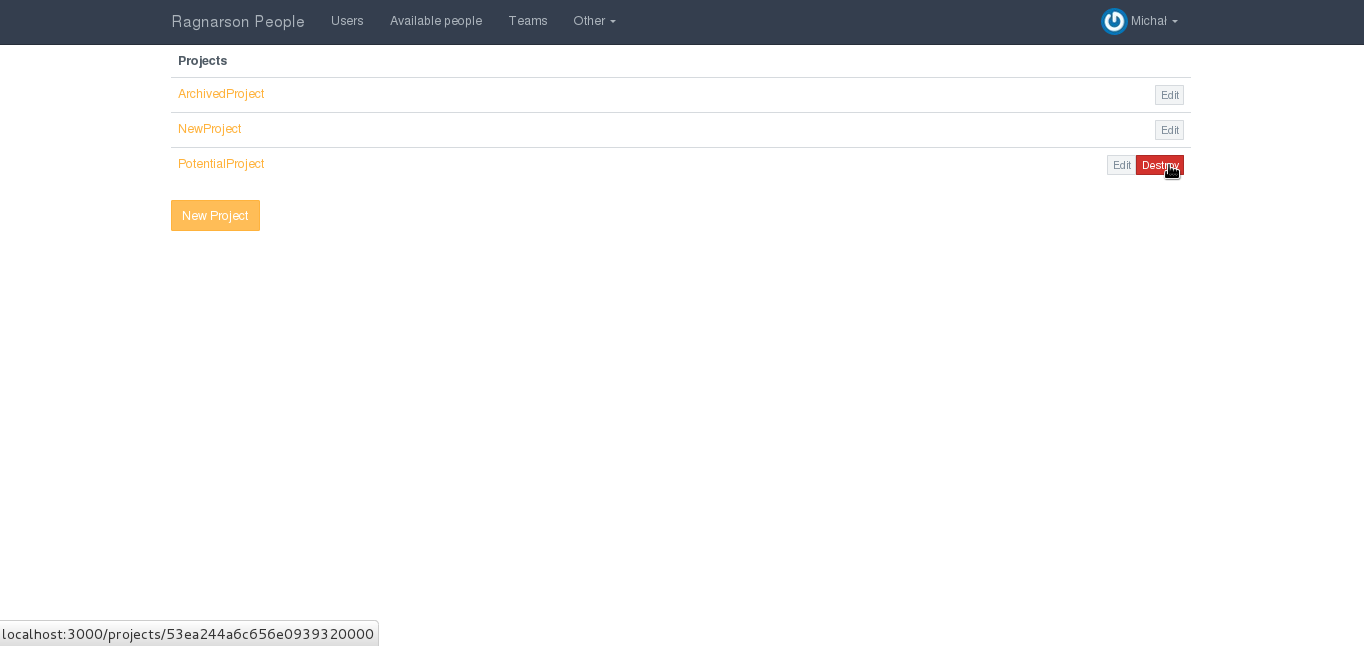 Ragnarson People Users Available people Teams Other Michał
Projects
ArchivedProject Edit
NewProject Edit
PotentialProject Edit Destroy
New Project
localhost:3000/projects/53ea244a6c656e0939320000